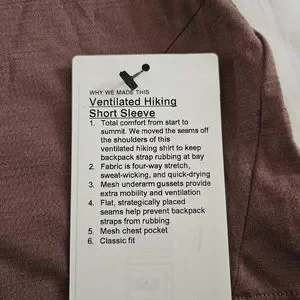 WHY WE MADE THIS
Ventilated Hiking
Short Sleeve
1. Total comfort from start to
summit. We moved the seams off
the shoulders of this
ventilated hiking shirt to keep
backpack strap rubbing at bay
2. Fabric is four-way stretch,
sweat-wicking, and quick-drying
3. Mesh underarm gussets provide
extra mobility and ventilation
4. Flat, strategically placed
seams help prevent backpack
straps from rubbing
5. Mesh chest pocket
6. Classic fit